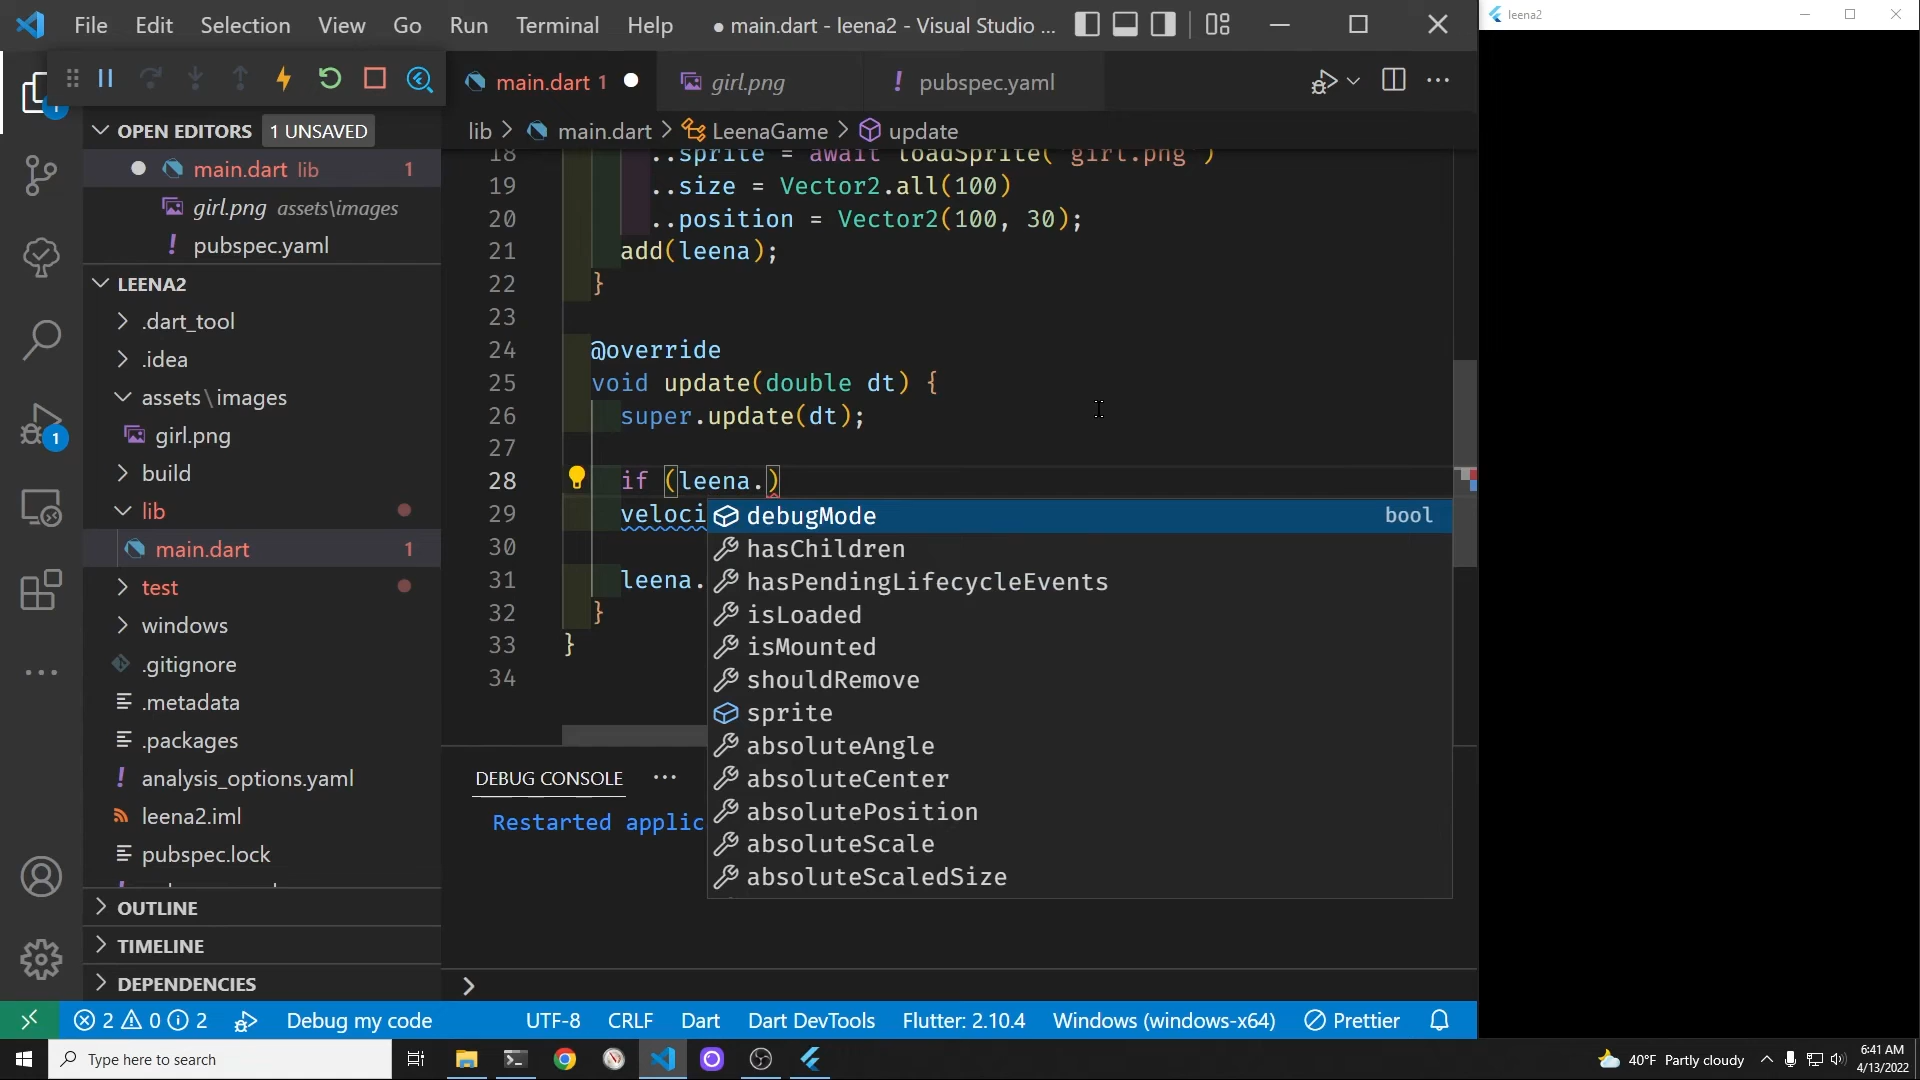 File Edit Selection View Go Run Terminal Help
● main.dart - leena2 - Visual Studio ...
leena2
main.dart 1
girl.png
! pubspec.yaml
OPEN EDITORS 1 UNSAVED
main.dart lib 1
girl.png assets\images
! pubspec.yaml
LEENA2
.dart_tool
.idea
assets\images
girl.png
build
lib
main.dart 1
test
windows
.gitignore
.metadata
.packages
! analysis_options.yaml
leena2.iml
pubspec.lock
OUTLINE
TIMELINE
DEPENDENCIES
1
1
lib > main.dart > LeenaGame > update
18 ..sprite = await loadSprite('girl.png')
19 ..size = Vector2.all(100)
20 ..position = Vector2(100, 30);
21 add(leena);
22 }
23
24 @override
25 void update(double dt) {
26 super.update(dt);
27
28 if (leena.)
29 veloci
30
31 leena.
32 }
33 }
34
debugMode bool
hasChildren
hasPendingLifecycleEvents
isLoaded
isMounted
shouldRemove
sprite
absoluteAngle
absoluteCenter
absolutePosition
absoluteScale
absoluteScaledSize
DEBUG CONSOLE ...
Restarted applic
>
2 0 2 Debug my code UTF-8 CRLF Dart Dart DevTools Flutter: 2.10.4 Windows (windows-x64) Prettier
Type here to search
40°F Partly cloudy
6:41 AM
4/13/2022